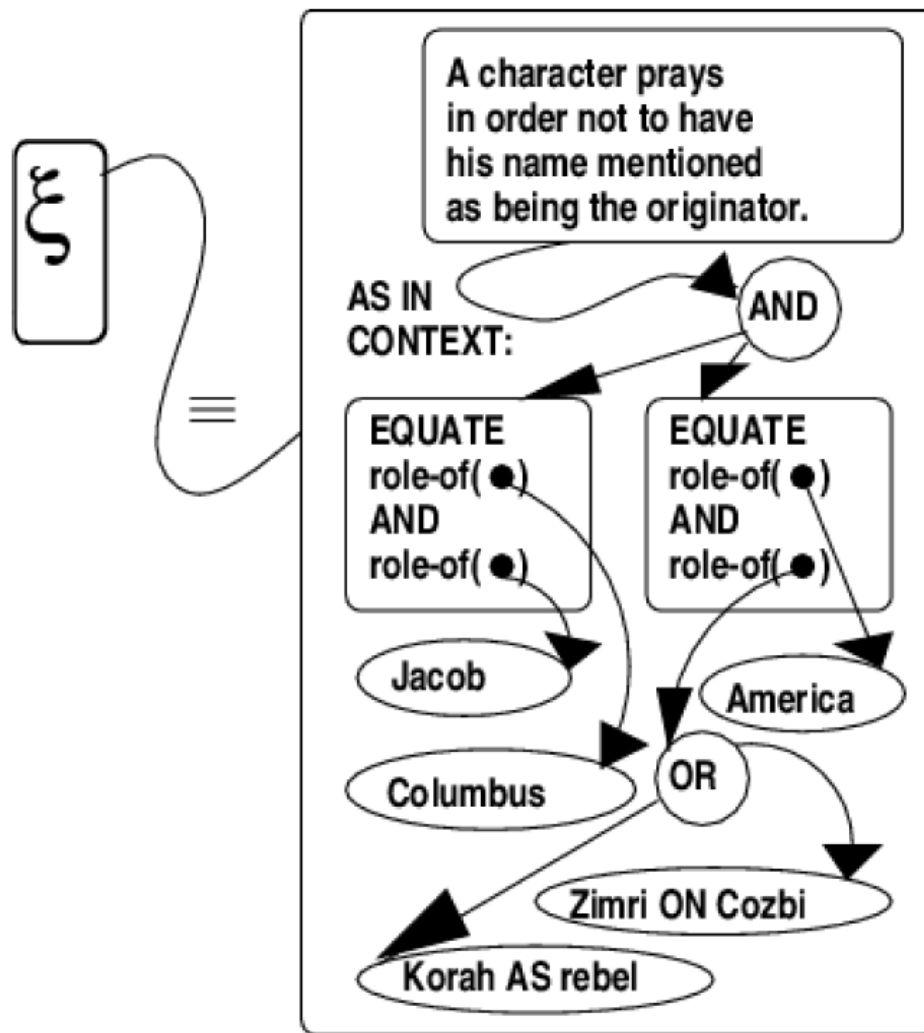 A character prays
in order not to have
his name mentioned
as being the originator.
ξ
AND
AS IN
CONTEXT:
≡
EQUATE
role-of( ● )
AND
role-of( ● )
EQUATE
role-of( ● )
AND
role-of( ● )
Jacob
America
Columbus
OR
Zimri ON Cozbi
Korah AS rebel